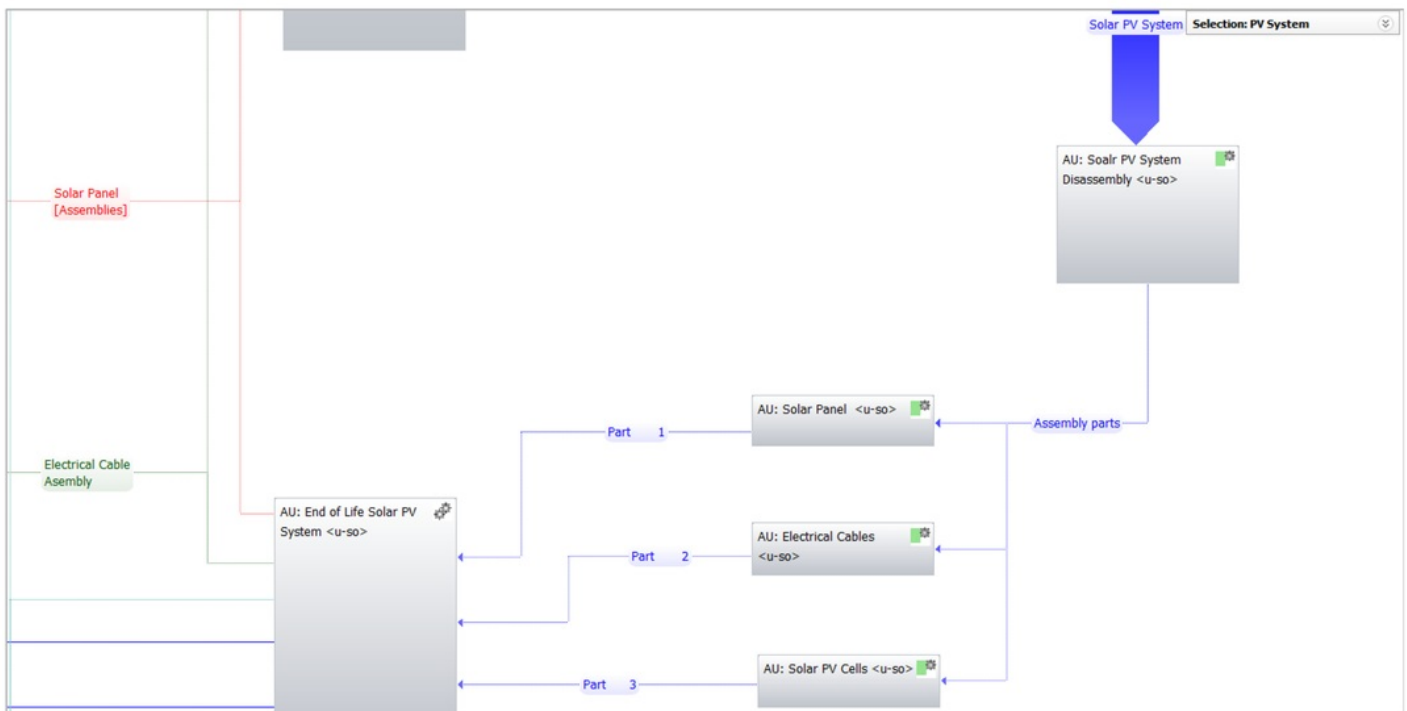 Solar PV System
Selection: PV System
AU: Soalr PV System
Disassembly <u-so>
Solar Panel
[Assemblies]
AU: Solar Panel <u-so>
Assembly parts
Part 1
Electrical Cable
Asembly
AU: End of Life Solar PV
System <u-so>
AU: Electrical Cables
<u-so>
Part 2
AU: Solar PV Cells <u-so>
Part 3